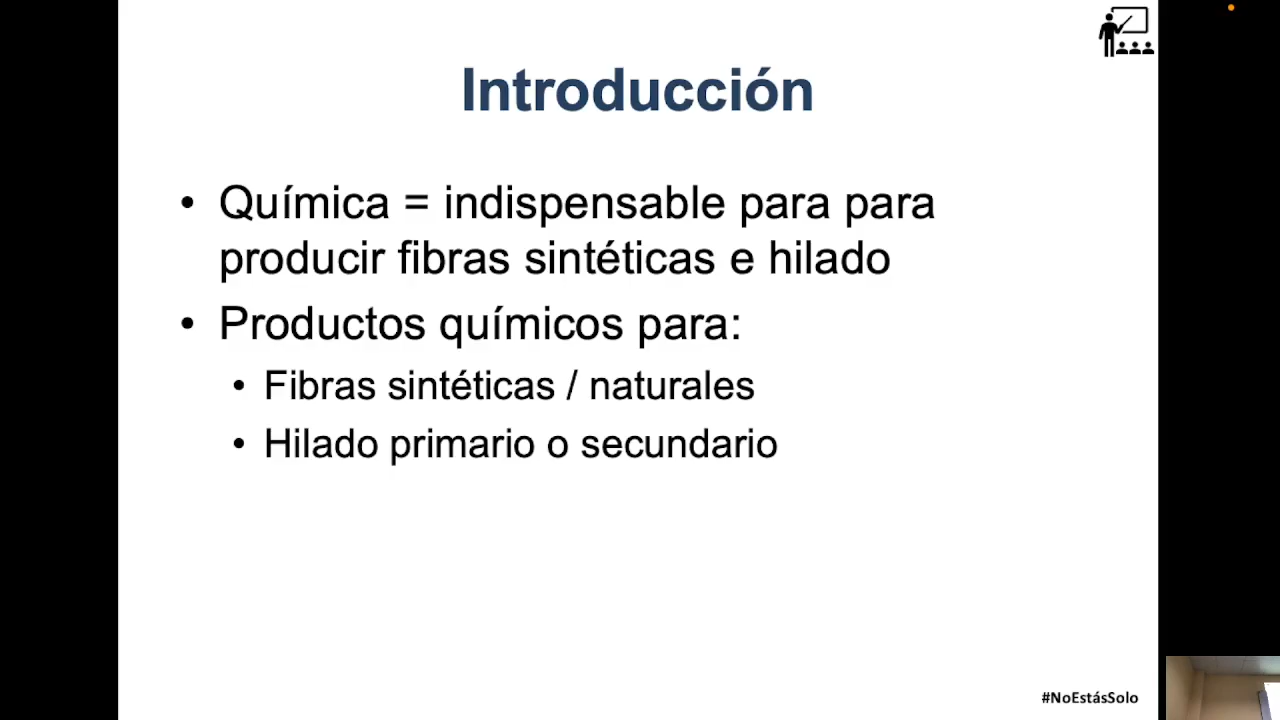 Introducción
• Química = indispensable para para
producir fibras sintéticas e hilado
• Productos químicos para:
• Fibras sintéticas / naturales
• Hilado primario o secundario
#NoEstásSolo